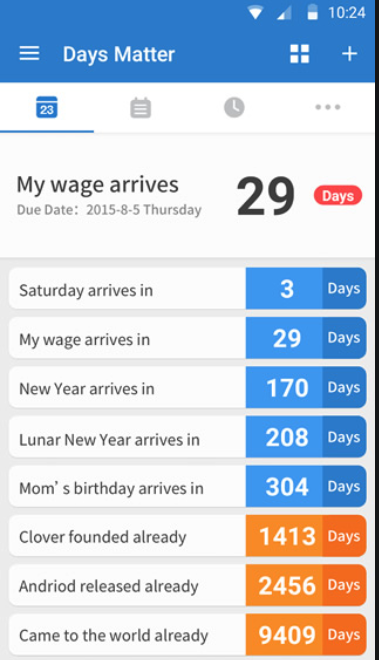 10:24
Days Matter
23
My wage arrives
Due Date: 2015-8-5 Thursday
29 Days
Saturday arrives in 3 Days
My wage arrives in 29 Days
New Year arrives in 170 Days
Lunar New Year arrives in 208 Days
Mom's birthday arrives in 304 Days
Clover founded already 1413 Days
Andriod released already 2456 Days
Came to the world already 9409 Days